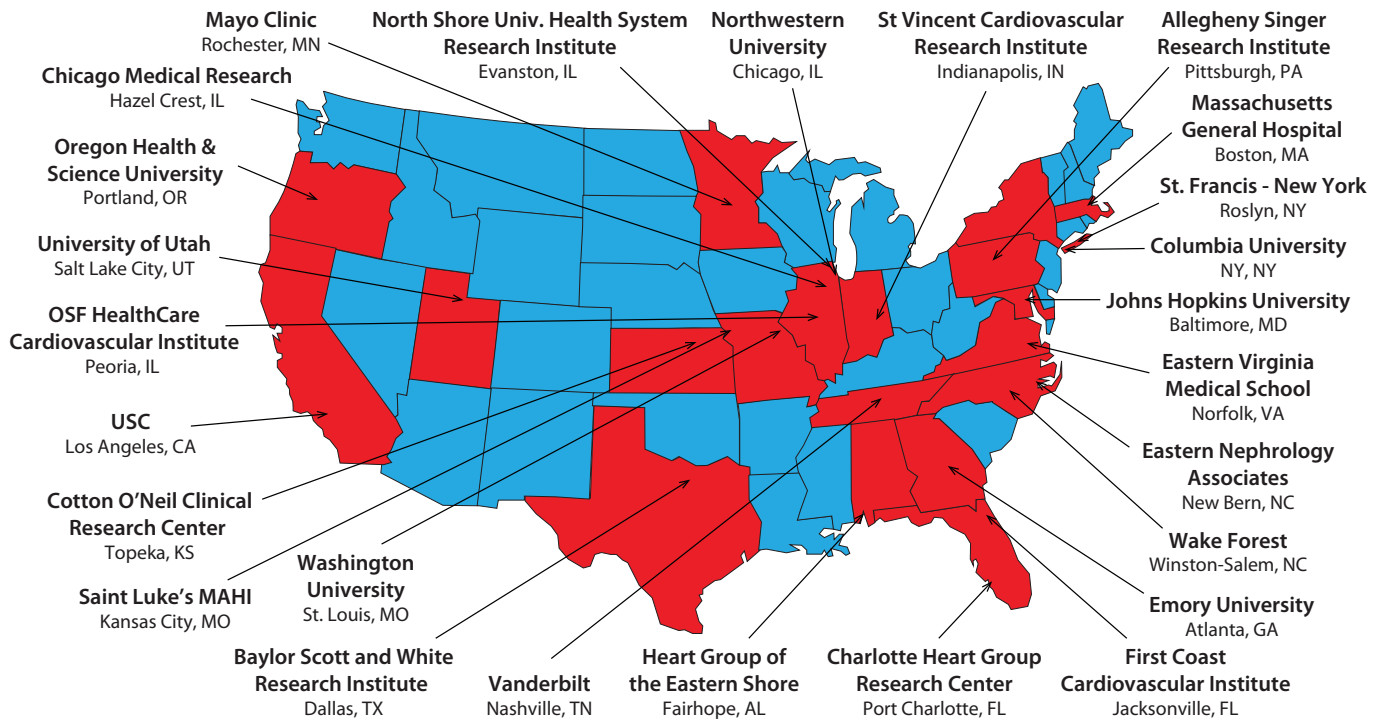 Mayo Clinic
Rochester, MN
North Shore Univ. Health System
Research Institute
Evanston, IL
Northwestern
University
Chicago, IL
St Vincent Cardiovascular
Research Institute
Indianapolis, IN
Allegheny Singer
Research Institute
Pittsburgh, PA
Chicago Medical Research
Hazel Crest, IL
Massachusetts
General Hospital
Boston, MA
Oregon Health &
Science University
Portland, OR
St. Francis - New York
Roslyn, NY
University of Utah
Salt Lake City, UT
Columbia University
NY, NY
OSF HealthCare
Cardiovascular Institute
Peoria, IL
Johns Hopkins University
Baltimore, MD
Eastern Virginia
Medical School
Norfolk, VA
USC
Los Angeles, CA
Eastern Nephrology
Associates
New Bern, NC
Cotton O'Neil Clinical
Research Center
Topeka, KS
Wake Forest
Winston-Salem, NC
Washington
University
St. Louis, MO
Saint Luke's MAHI
Kansas City, MO
Emory University
Atlanta, GA
Baylor Scott and White
Research Institute
Dallas, TX
Vanderbilt
Nashville, TN
Heart Group of
the Eastern Shore
Fairhope, AL
Charlotte Heart Group
Research Center
Port Charlotte, FL
First Coast
Cardiovascular Institute
Jacksonville, FL